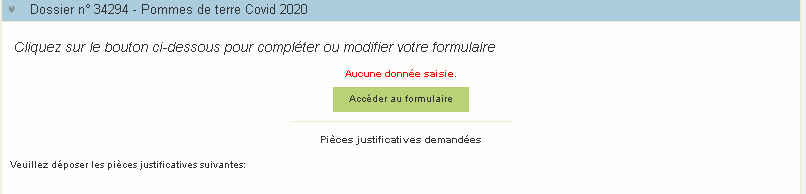 Dossier n° 34294 - Pommes de terre Covid 2020
Cliquez sur le bouton ci-dessous pour compléter ou modifier votre formulaire
Aucune donnée saisie.
Accéder au formulaire
Pièces justificatives demandées
Veuillez déposer les pièces justificatives suivantes: